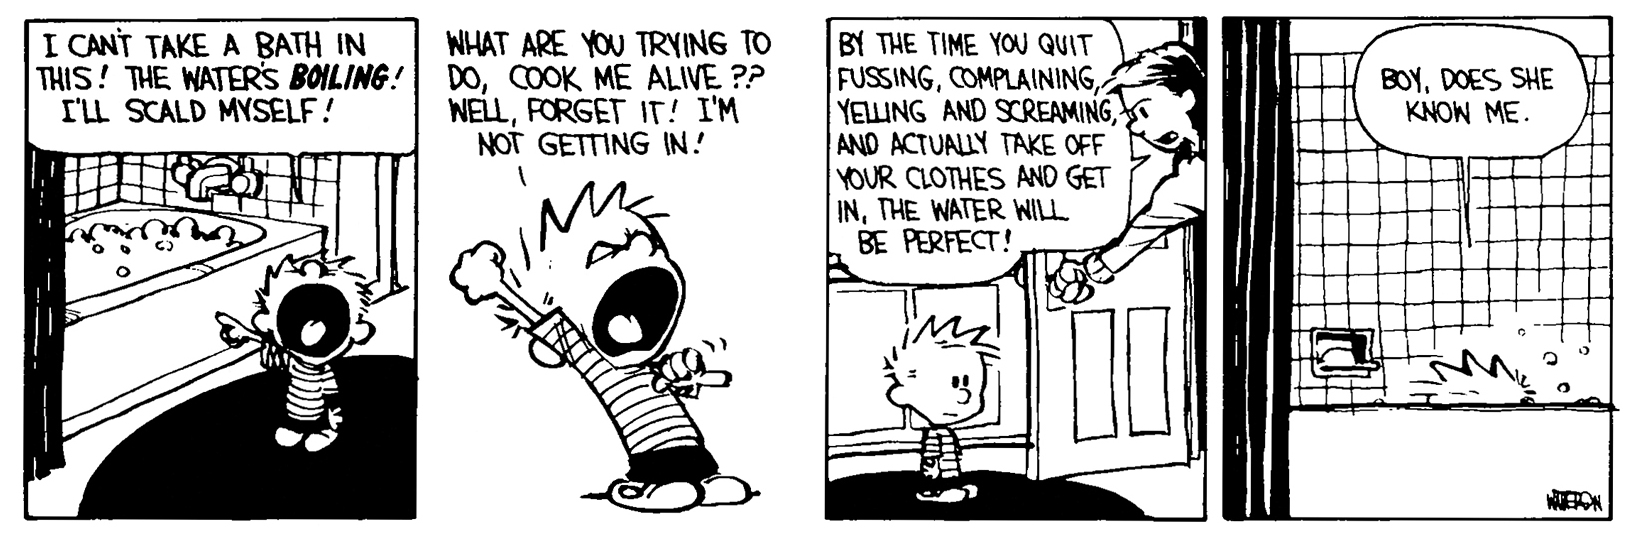 I CAN'T TAKE A BATH IN
THIS! THE WATER'S BOILING!
I'LL SCALD MYSELF!
WHAT ARE YOU TRYING TO
DO, COOK ME ALIVE??
WELL, FORGET IT! I'M
NOT GETTING IN!
BY THE TIME YOU QUIT
FUSSING, COMPLAINING,
YELLING AND SCREAMING,
AND ACTUALLY TAKE OFF
YOUR CLOTHES AND GET
IN, THE WATER WILL
BE PERFECT!
BOY, DOES SHE
KNOW ME.
WATTERSON